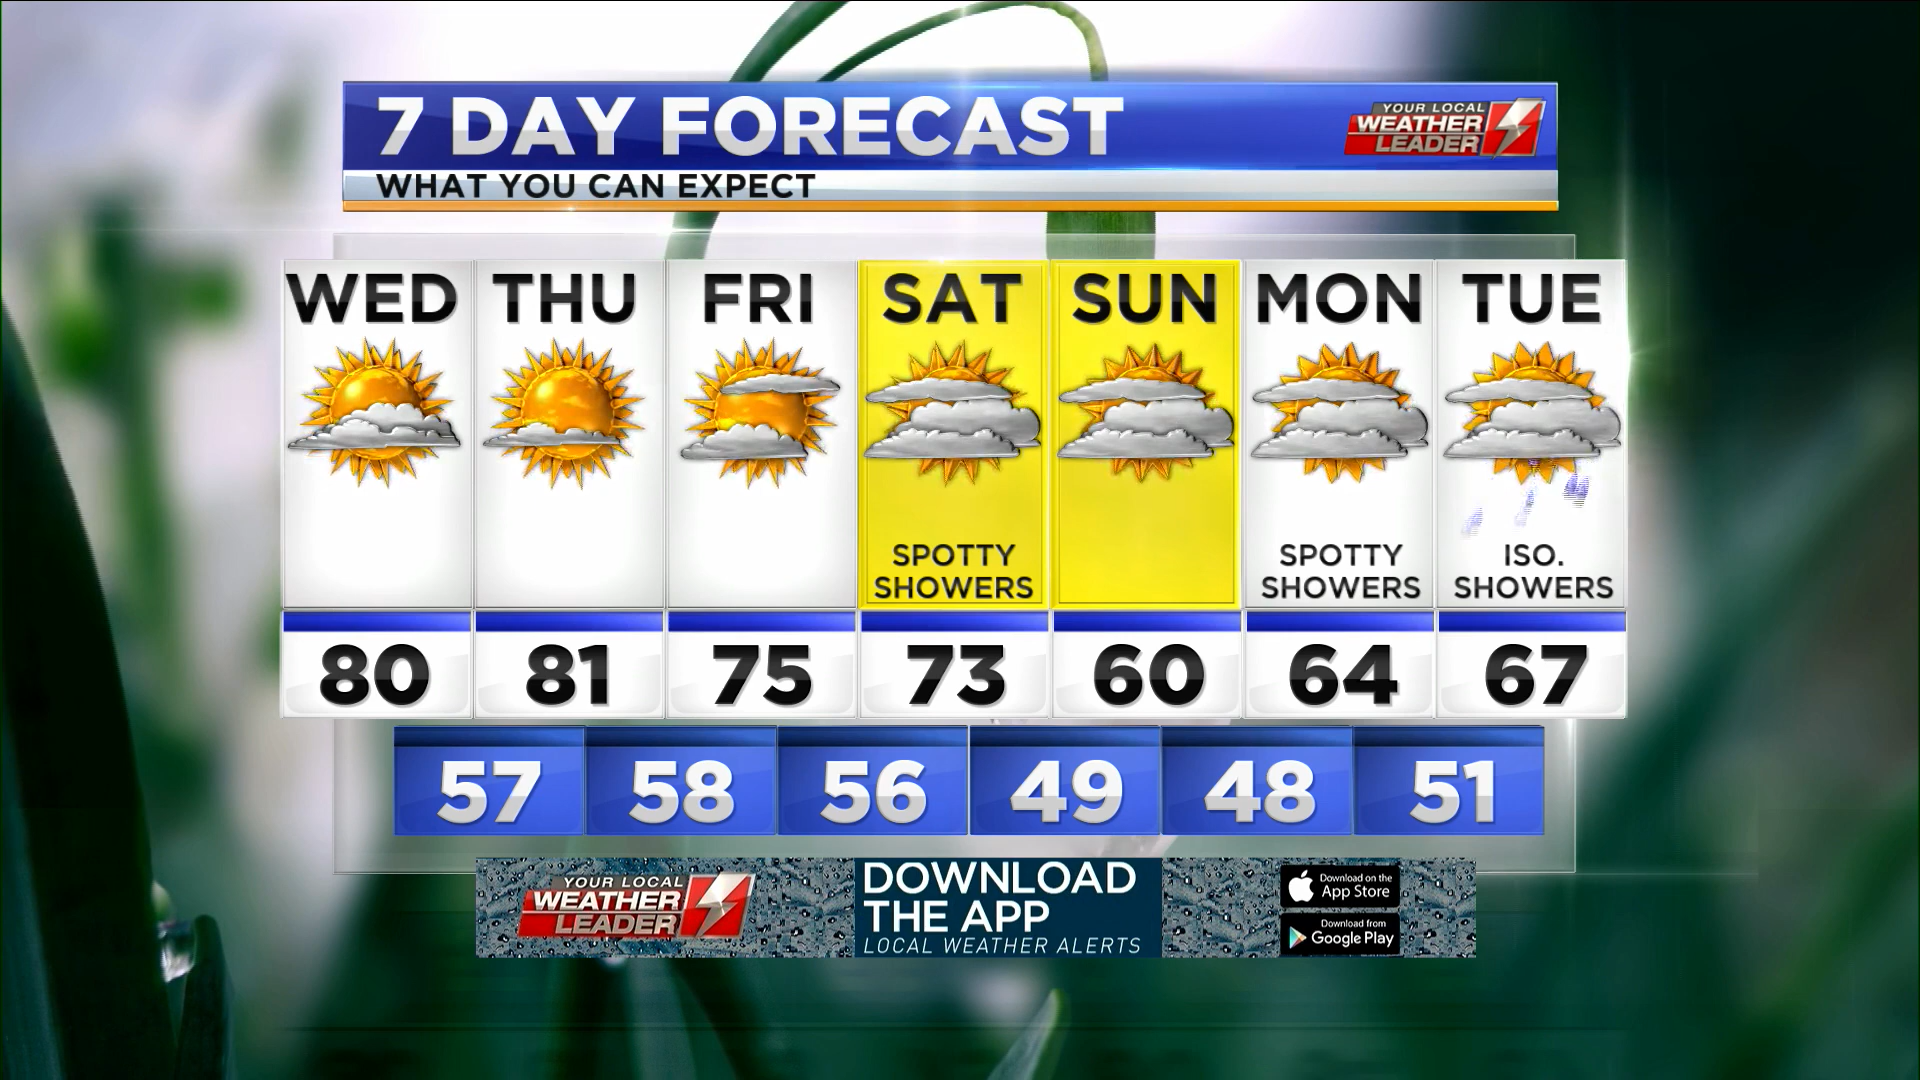 7 DAY FORECAST
YOUR LOCAL
WEATHER
LEADER
WHAT YOU CAN EXPECT
WED THU FRI SAT SUN MON TUE
SPOTTY SHOWERS
SPOTTY SHOWERS
ISO. SHOWERS
80 81 75 73 60 64 67
57 58 56 49 48 51
YOUR LOCAL
WEATHER
LEADER
DOWNLOAD
THE APP
LOCAL WEATHER ALERTS
Download on the
App Store
Download from
Google Play